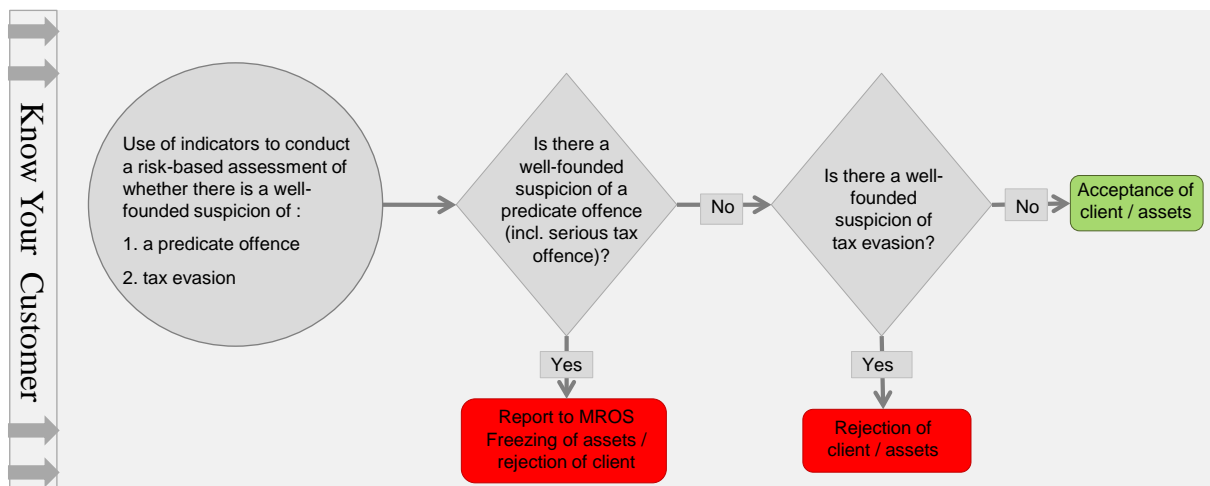 Know Your Customer
Use of indicators to conduct
a risk-based assessment of
whether there is a well-
founded suspicion of :
1. a predicate offence
2. tax evasion
Is there a
well-founded
suspicion of a
predicate offence
(incl. serious tax
offence)?
No
Is there a well-
founded
suspicion of
tax evasion?
No
Acceptance of
client / assets
Yes
Report to MROS
Freezing of assets /
rejection of client
Yes
Rejection of
client / assets